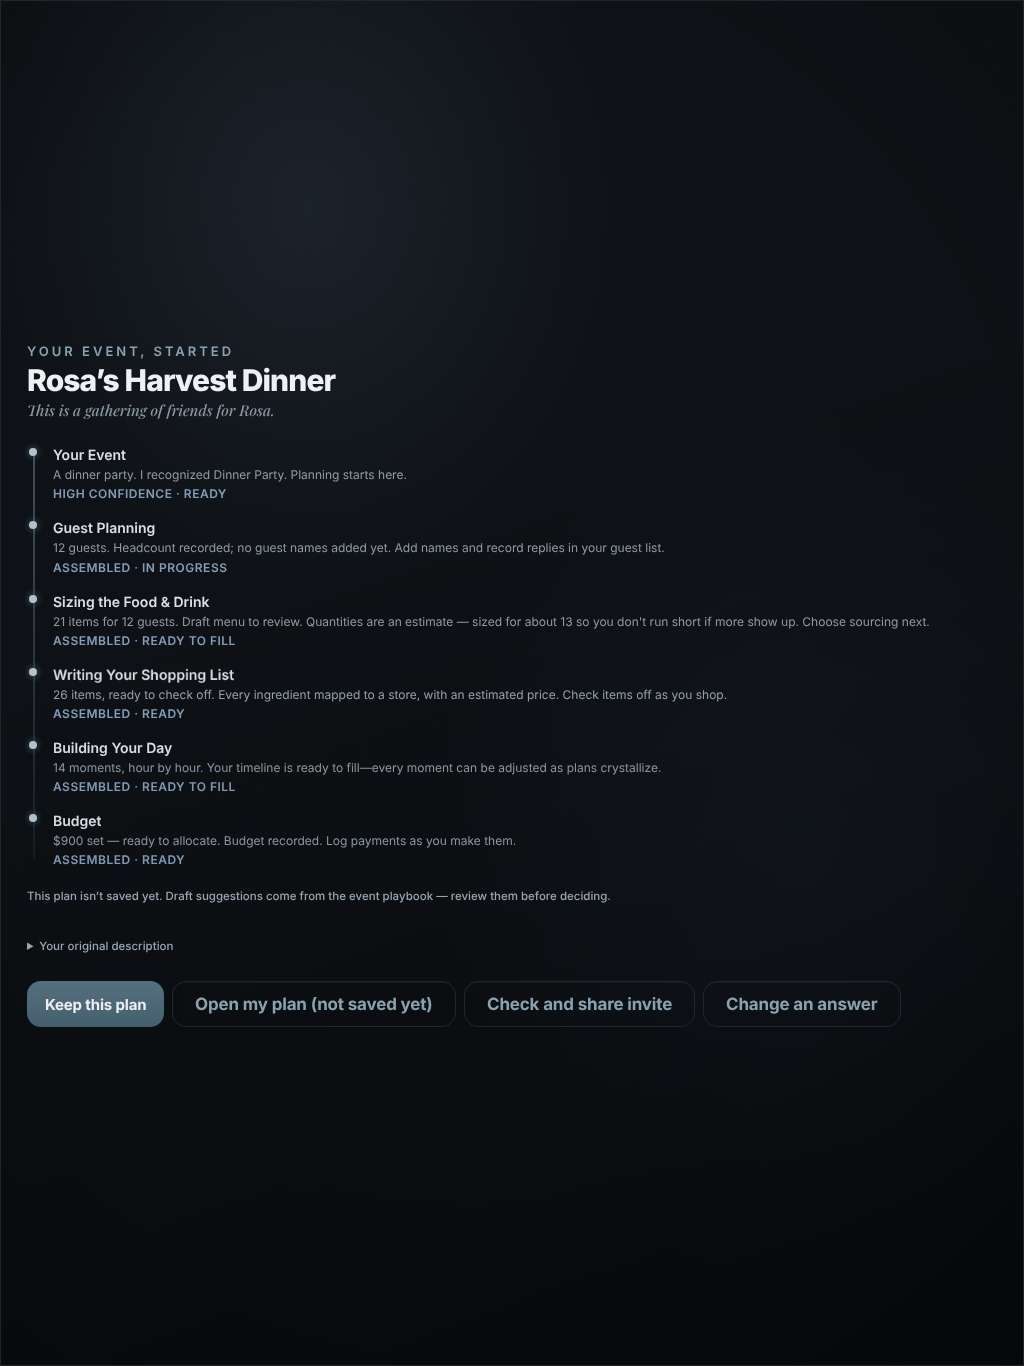 YOUR EVENT, STARTED
Rosa’s Harvest Dinner
This is a gathering of friends for Rosa.
Your Event
A dinner party. I recognized Dinner Party. Planning starts here.
HIGH CONFIDENCE · READY
Guest Planning
12 guests. Headcount recorded; no guest names added yet. Add names and record replies in your guest list.
ASSEMBLED · IN PROGRESS
Sizing the Food & Drink
21 items for 12 guests. Draft menu to review. Quantities are an estimate — sized for about 13 so you don't run short if more show up. Choose sourcing next.
ASSEMBLED · READY TO FILL
Writing Your Shopping List
26 items, ready to check off. Every ingredient mapped to a store, with an estimated price. Check items off as you shop.
ASSEMBLED · READY
Building Your Day
14 moments, hour by hour. Your timeline is ready to fill—every moment can be adjusted as plans crystallize.
ASSEMBLED · READY TO FILL
Budget
$900 set — ready to allocate. Budget recorded. Log payments as you make them.
ASSEMBLED · READY
This plan isn’t saved yet. Draft suggestions come from the event playbook — review them before deciding.
Your original description
Keep this plan
Open my plan (not saved yet)
Check and share invite
Change an answer